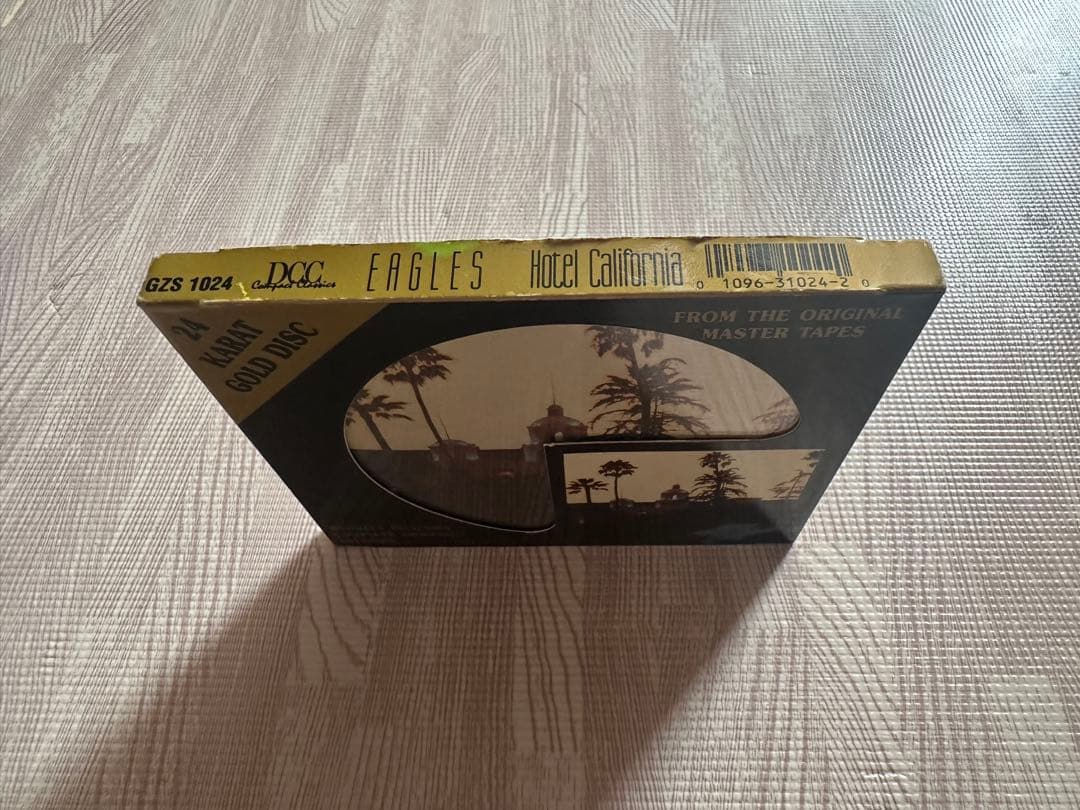 GZS 1024
DCC
Compact Classics
EAGLES
Hotel California
0 1096-31024-2 0
24
KARAT
GOLD DISC
FROM THE ORIGINAL
MASTER TAPES